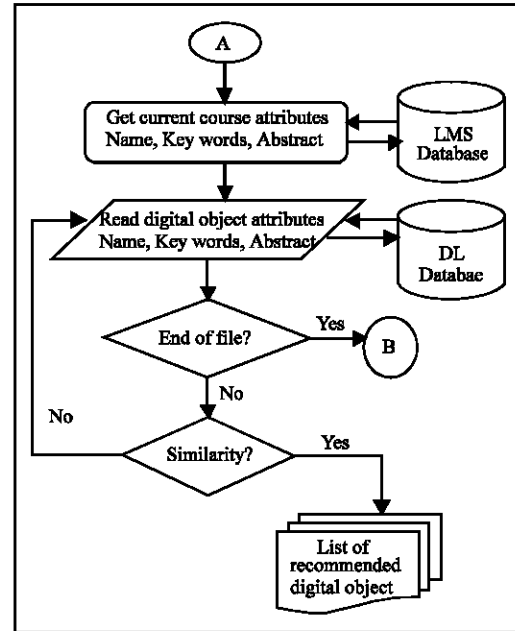 A
Get current course attributes
Name, Key words, Abstract
LMS
Database
Read digital object attributes
Name, Key words, Abstract
DL
Databae
End of file?
Yes
B
No
No
Similarity?
Yes
List of
recommended
digital object